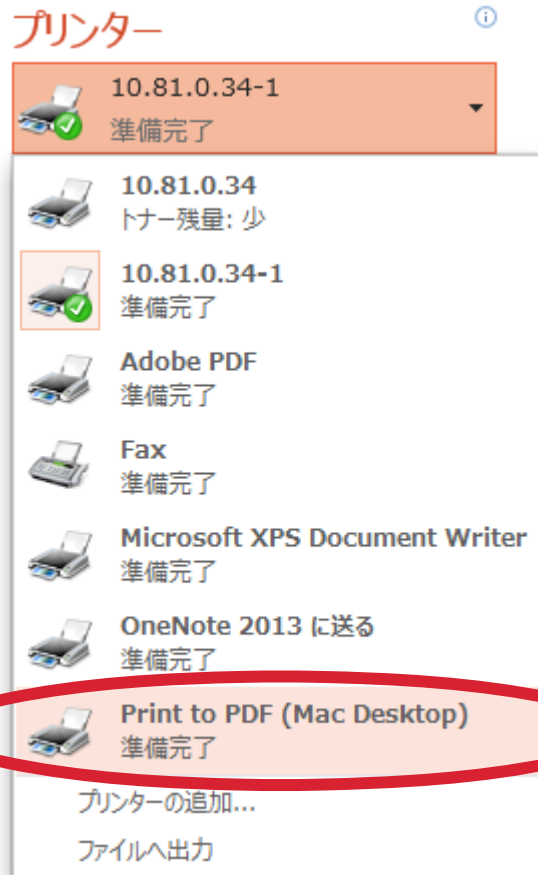 プリンター
10.81.0.34-1
準備完了
10.81.0.34
トナー残量: 少
10.81.0.34-1
準備完了
Adobe PDF
準備完了
Fax
準備完了
Microsoft XPS Document Writer
準備完了
OneNote 2013 に送る
準備完了
Print to PDF (Mac Desktop)
準備完了
プリンターの追加...
ファイルへ出力